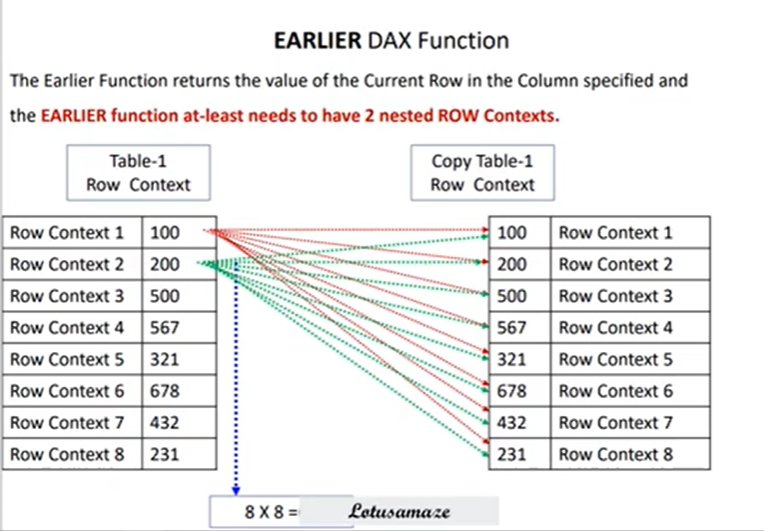 EARLIER DAX Function
The Earlier Function returns the value of the Current Row in the Column specified and
the EARLIER function at-least needs to have 2 nested ROW Contexts.
Table-1
Row Context
Copy Table-1
Row Context
Row Context 1 100
Row Context 2 200
Row Context 3 500
Row Context 4 567
Row Context 5 321
Row Context 6 678
Row Context 7 432
Row Context 8 231
100 Row Context 1
200 Row Context 2
500 Row Context 3
567 Row Context 4
321 Row Context 5
678 Row Context 6
432 Row Context 7
231 Row Context 8
8 X 8 =
Lotusamaze